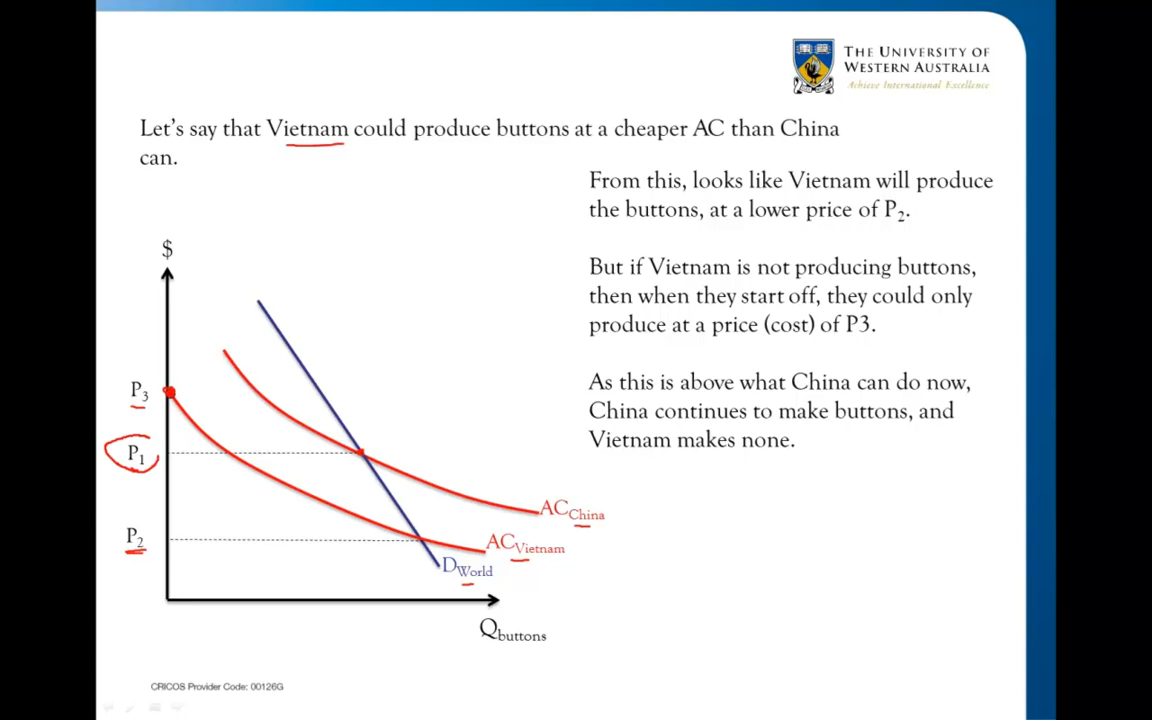 THE UNIVERSITY OF
WESTERN AUSTRALIA
Achieve International Excellence
Let's say that Vietnam could produce buttons at a cheaper AC than China
can.
From this, looks like Vietnam will produce
the buttons, at a lower price of P2.
But if Vietnam is not producing buttons,
then when they start off, they could only
produce at a price (cost) of P3.
As this is above what China can do now,
China continues to make buttons, and
Vietnam makes none.
$
P3
P1
P2
ACChina
ACVietnam
DWorld
Qbuttons
CRICOS Provider Code: 00126G